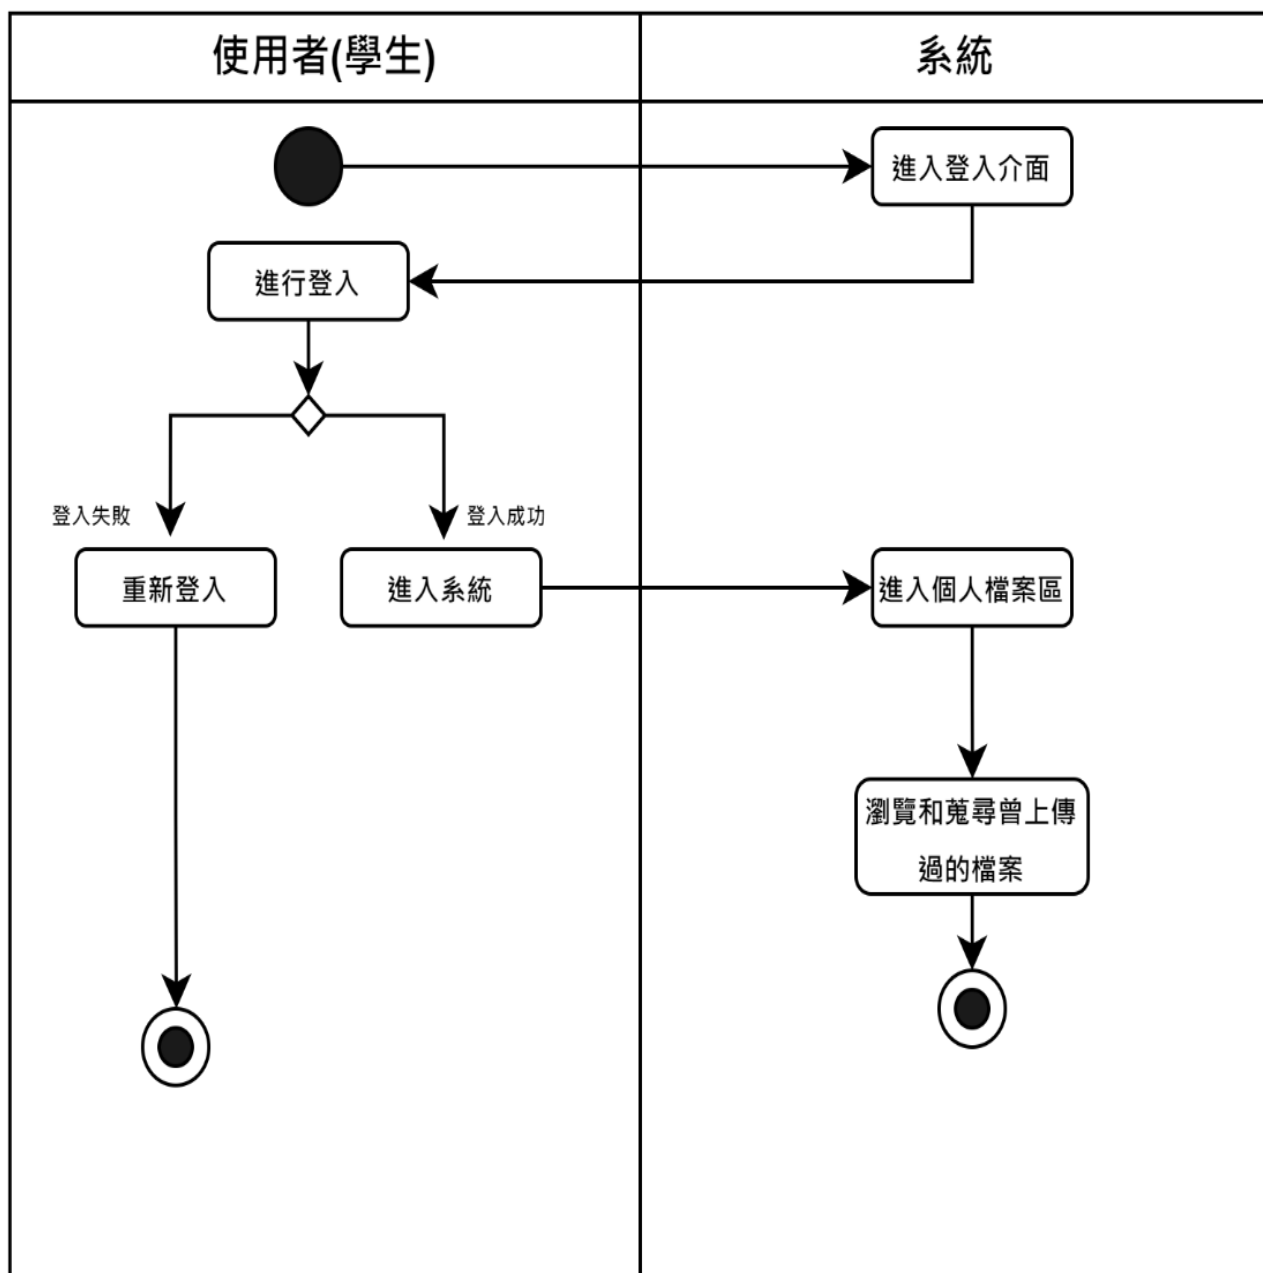 使用者(學生)
系統
進入登入介面
進行登入
登入失敗
登入成功
重新登入
進入系統
進入個人檔案區
瀏覽和蒐尋曾上傳
過的檔案